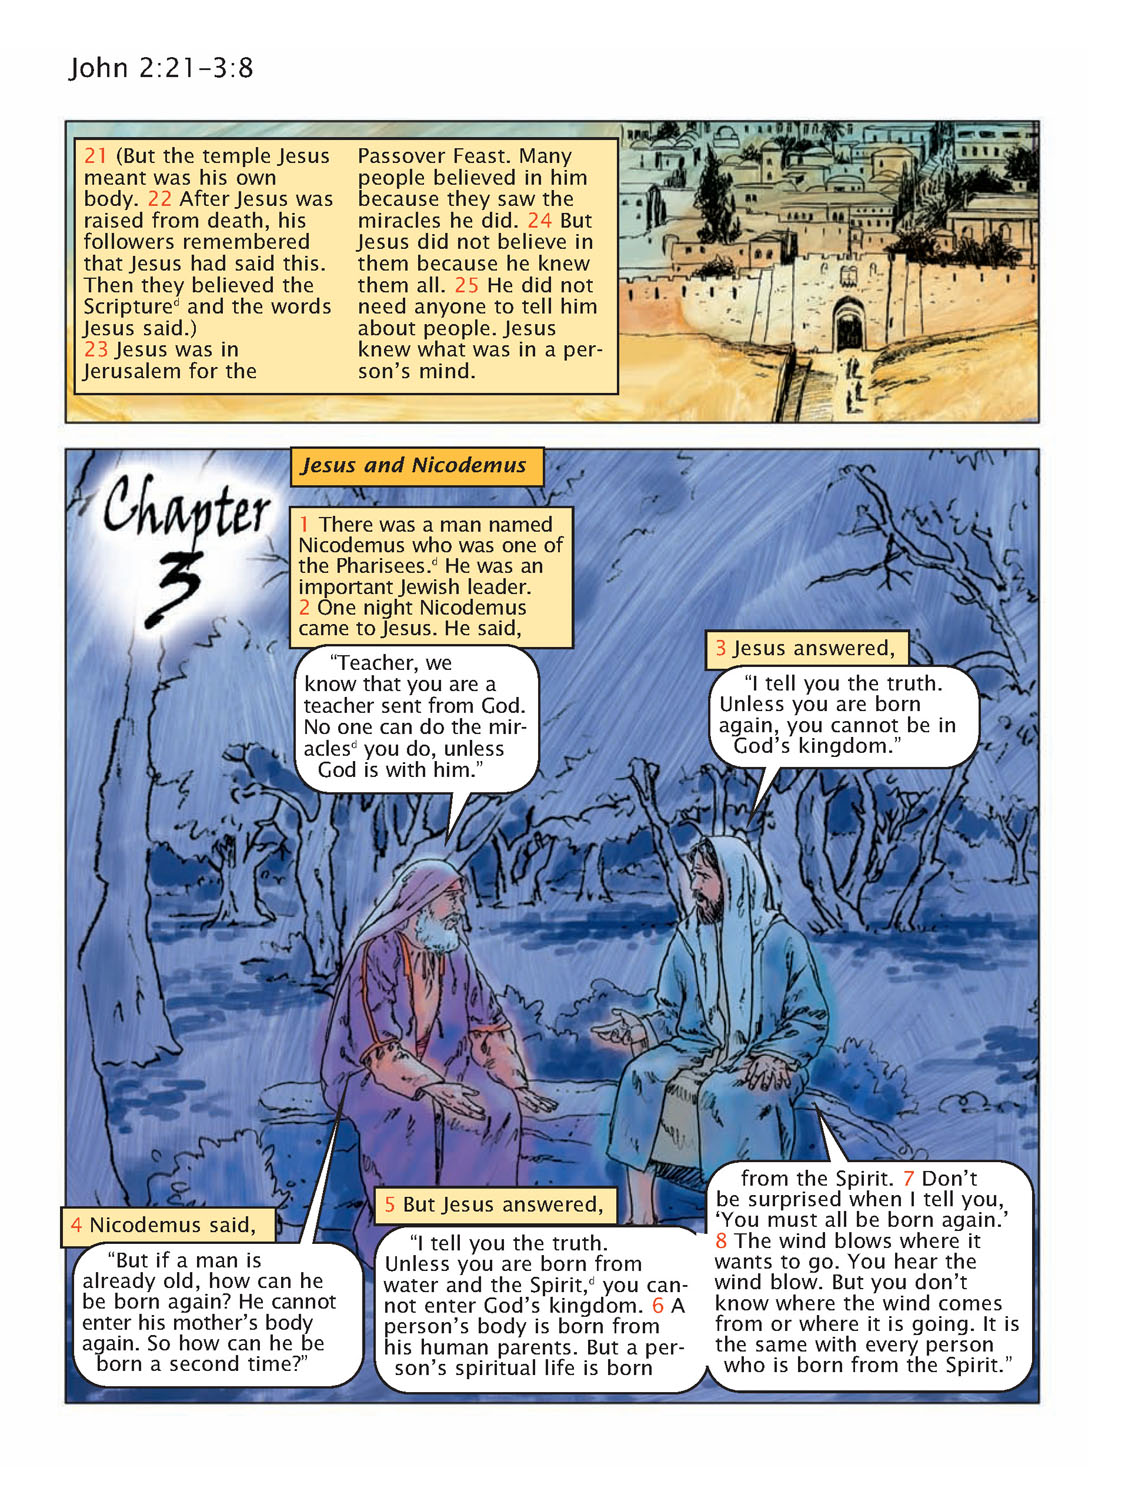 John 2:21–3:8
21 (But the temple Jesus
meant was his own
body. 22 After Jesus was
raised from death, his
followers remembered
that Jesus had said this.
Then they believed the
Scriptureᵈ and the words
Jesus said.)
23 Jesus was in
Jerusalem for the
Passover Feast. Many
people believed in him
because they saw the
miracles he did. 24 But
Jesus did not believe in
them because he knew
them all. 25 He did not
need anyone to tell him
about people. Jesus
knew what was in a per-
son’s mind.
Chapter
3
Jesus and Nicodemus
1 There was a man named
Nicodemus who was one of
the Pharisees.ᵈ He was an
important Jewish leader.
2 One night Nicodemus
came to Jesus. He said,
“Teacher, we
know that you are a
teacher sent from God.
No one can do the mir-
aclesᵈ you do, unless
God is with him.”
3 Jesus answered,
“I tell you the truth.
Unless you are born
again, you cannot be in
God’s kingdom.”
4 Nicodemus said,
“But if a man is
already old, how can he
be born again? He cannot
enter his mother’s body
again. So how can he be
born a second time?”
5 But Jesus answered,
“I tell you the truth.
Unless you are born from
water and the Spirit,ᵈ you can-
not enter God’s kingdom. 6 A
person’s body is born from
his human parents. But a per-
son’s spiritual life is born
from the Spirit. 7 Don’t
be surprised when I tell you,
‘You must all be born again.’
8 The wind blows where it
wants to go. You hear the
wind blow. But you don’t
know where the wind comes
from or where it is going. It is
the same with every person
who is born from the Spirit.”